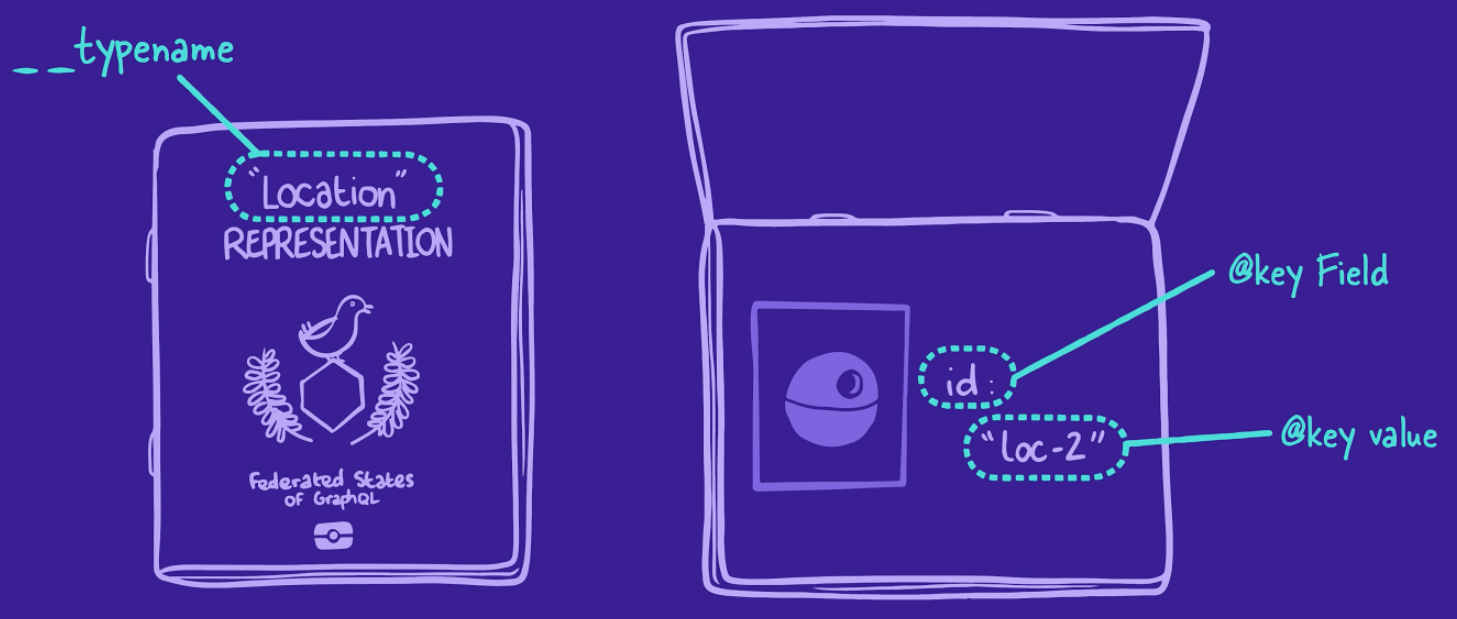 __typename
"Location"
REPRESENTATION
Federated States
OF GraphQL
@key Field
id :
"loc-2"
@key value